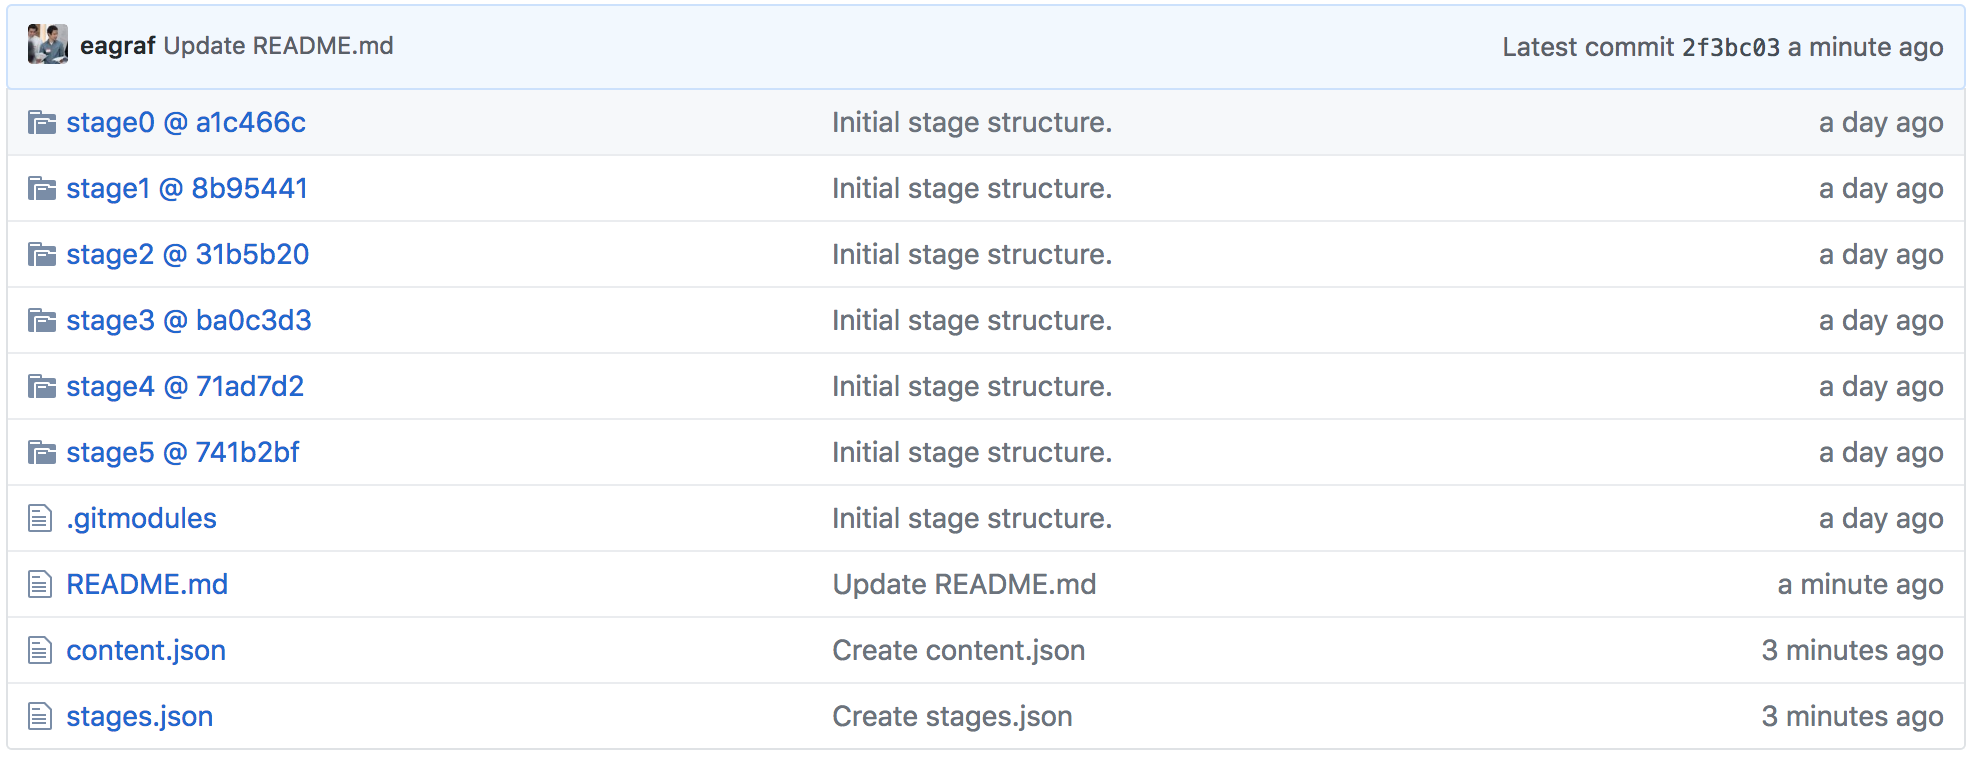 eagraf Update README.md Latest commit 2f3bc03 a minute ago
stage0 @ a1c466c Initial stage structure. a day ago
stage1 @ 8b95441 Initial stage structure. a day ago
stage2 @ 31b5b20 Initial stage structure. a day ago
stage3 @ ba0c3d3 Initial stage structure. a day ago
stage4 @ 71ad7d2 Initial stage structure. a day ago
stage5 @ 741b2bf Initial stage structure. a day ago
.gitmodules Initial stage structure. a day ago
README.md Update README.md a minute ago
content.json Create content.json 3 minutes ago
stages.json Create stages.json 3 minutes ago